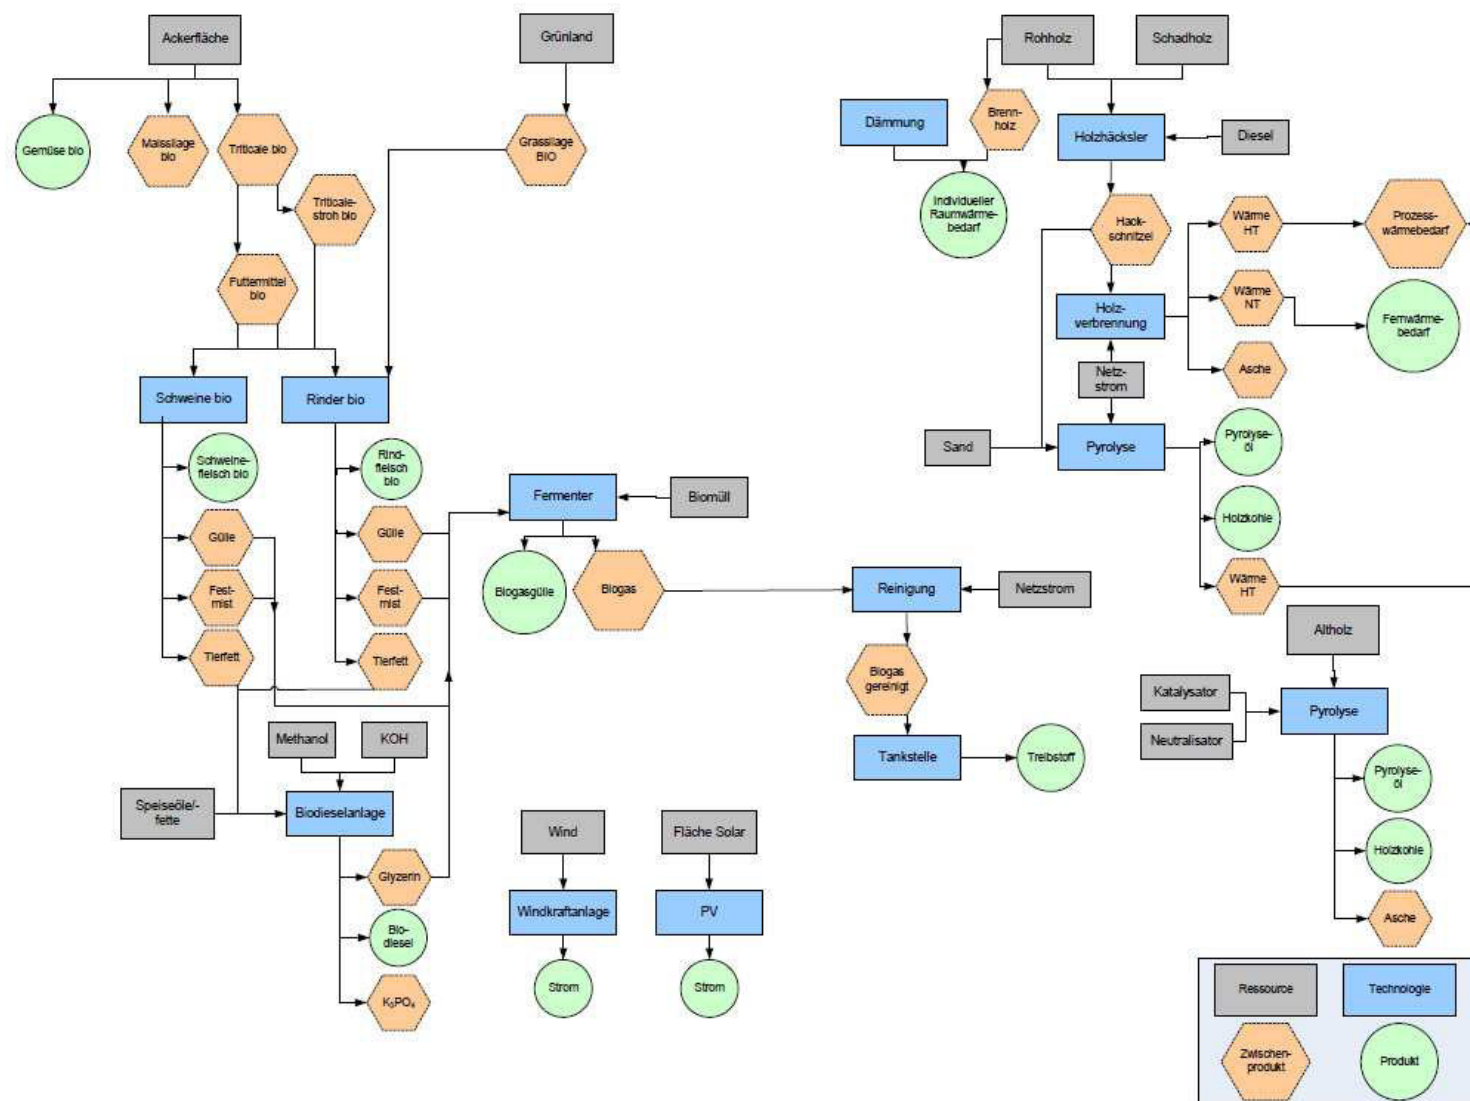 Ackerfläche
Grünland
Rohholz
Schadholz
Gemüse bio
Maissilage
bio
Triticale bio
Triticale-
stroh bio
Grassilage
BIO
Futtermittel
bio
Dämmung
Brenn-
holz
Holzhäcksler
Diesel
Individueller
Raumwärme-
bedarf
Hack-
schnitzel
Wärme
HT
Prozess-
wärmebedarf
Holz-
verbrennung
Wärme
NT
Fernwärme-
bedarf
Asche
Netz-
strom
Schweine bio
Rinder bio
Sand
Pyrolyse
Pyrolyse-
öl
Holzkohle
Wärme
HT
Schweine-
fleisch bio
Rind-
fleisch
bio
Gülle
Gülle
Fest-
mist
Fest-
mist
Tierfett
Tierfett
Fermenter
Biomüll
Biogasgülle
Biogas
Reinigung
Netzstrom
Biogas
gereinigt
Tankstelle
Treibstoff
Altholz
Katalysator
Neutralisator
Pyrolyse
Pyrolyse-
öl
Holzkohle
Asche
Methanol
KOH
Speiseöle/-
fette
Biodieselanlage
Glyzerin
Bio-
diesel
K₃PO₄
Wind
Fläche Solar
Windkraftanlage
PV
Strom
Strom
Ressource
Technologie
Zwischen-
produkt
Produkt